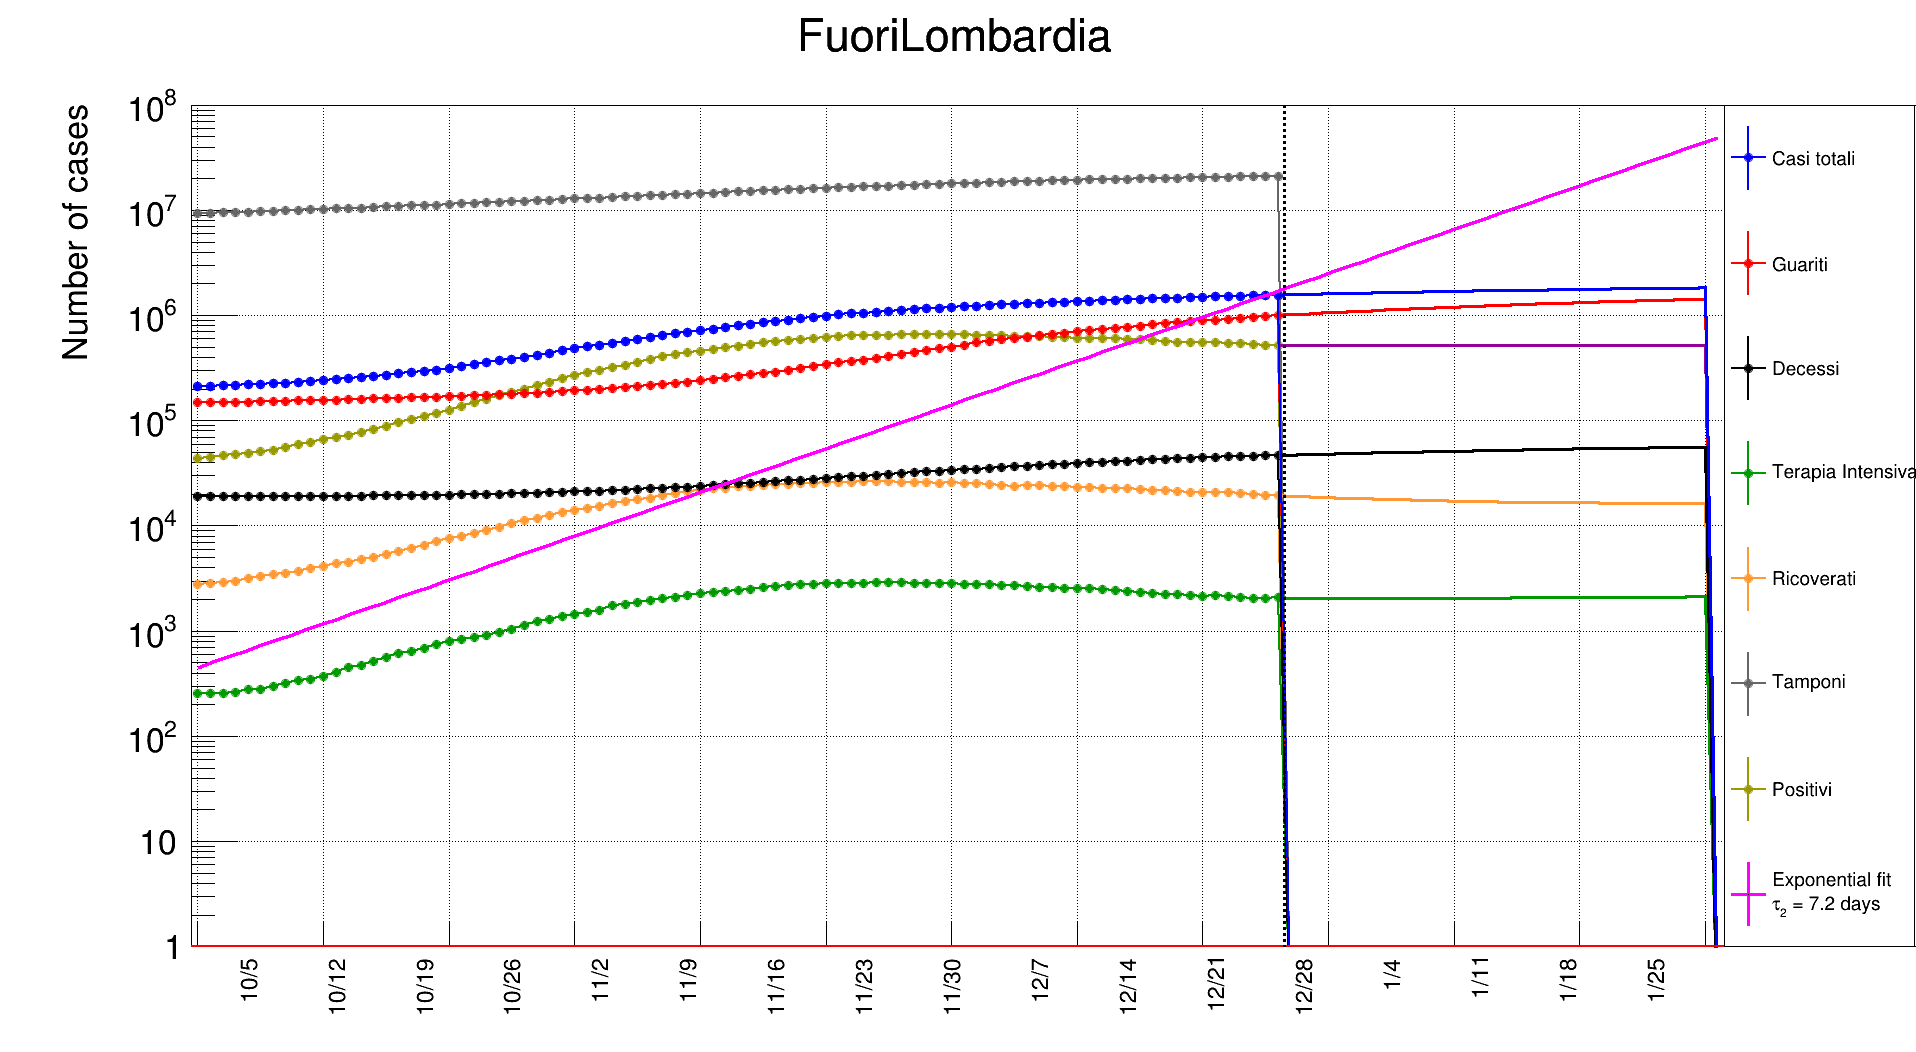 FuoriLombardia
Number of cases
10^8
10^7
10^6
10^5
10^4
10^3
10^2
10
1
10/5
10/12
10/19
10/26
11/2
11/9
11/16
11/23
11/30
12/7
12/14
12/21
12/28
1/4
1/11
1/18
1/25
Casi totali
Guariti
Decessi
Terapia Intensiva
Ricoverati
Tamponi
Positivi
Exponential fit
τ_2 = 7.2 days